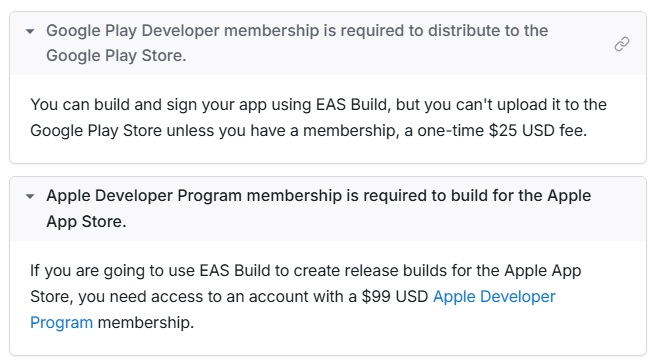 Google Play Developer membership is required to distribute to the
Google Play Store.
You can build and sign your app using EAS Build, but you can't upload it to the
Google Play Store unless you have a membership, a one-time $25 USD fee.
Apple Developer Program membership is required to build for the Apple
App Store.
If you are going to use EAS Build to create release builds for the Apple App
Store, you need access to an account with a $99 USD Apple Developer
Program membership.